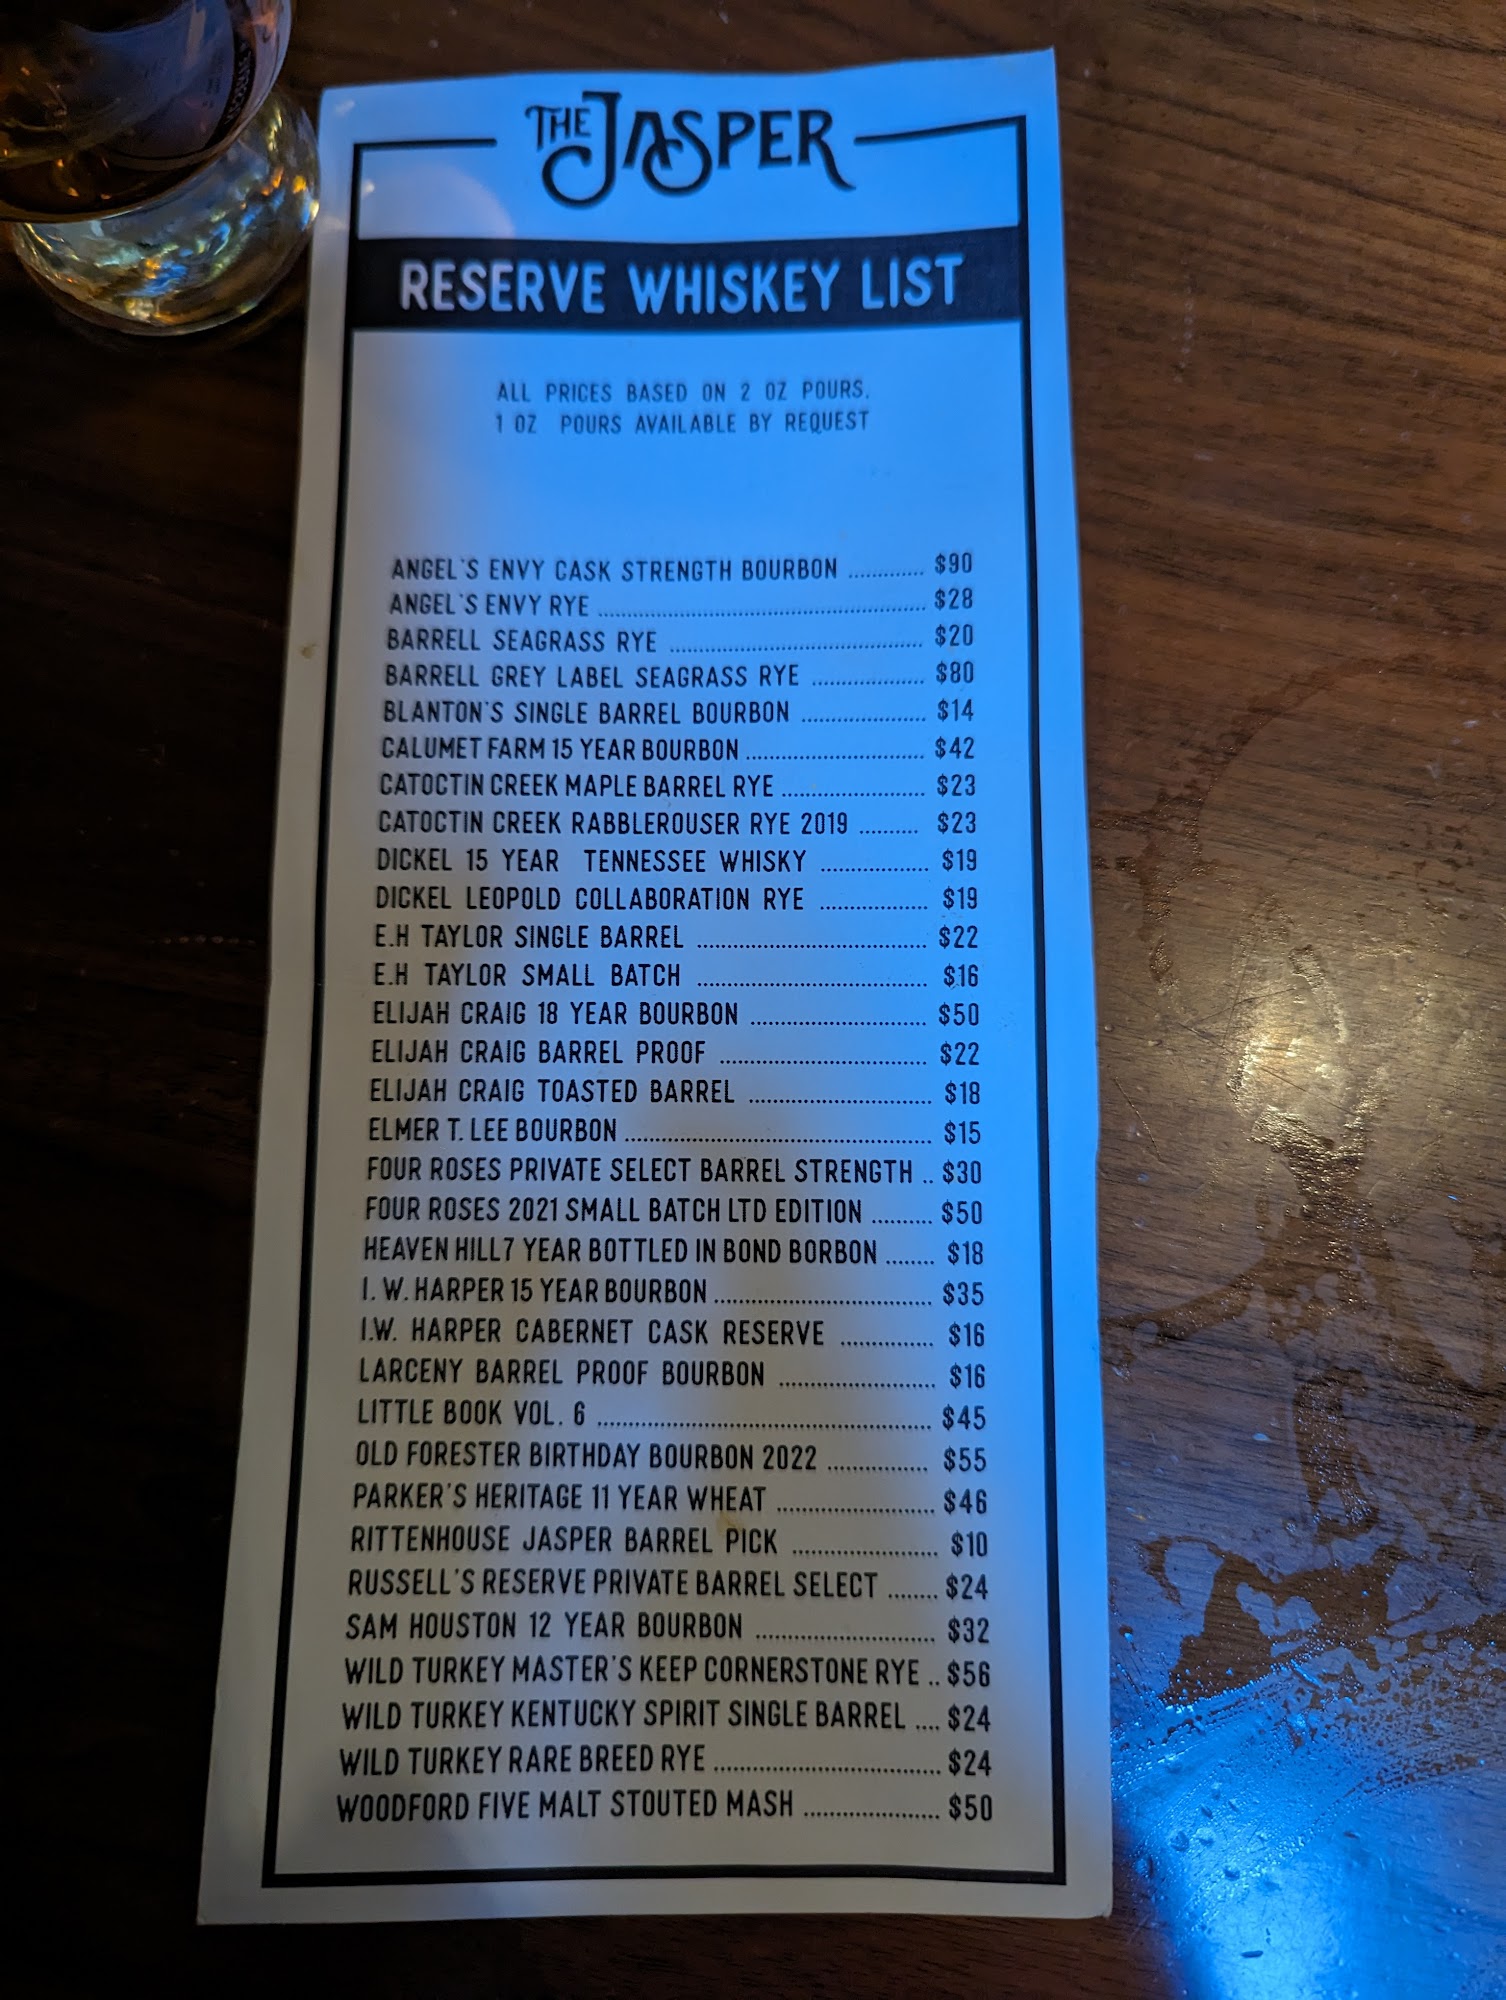 THE JASPER
RESERVE WHISKEY LIST
ALL PRICES BASED ON 2 OZ POURS.
1 OZ POURS AVAILABLE BY REQUEST
ANGEL'S ENVY CASK STRENGTH BOURBON ............ $90
ANGEL'S ENVY RYE ............ $28
BARRELL SEAGRASS RYE ............ $20
BARRELL GREY LABEL SEAGRASS RYE ............ $80
BLANTON'S SINGLE BARREL BOURBON ............ $14
CALUMET FARM 15 YEAR BOURBON ............ $42
CATOCTIN CREEK MAPLE BARREL RYE ............ $23
CATOCTIN CREEK RABBLEROUSER RYE 2019 .......... $23
DICKEL 15 YEAR TENNESSEE WHISKY ............ $19
DICKEL LEOPOLD COLLABORATION RYE ............ $19
E.H TAYLOR SINGLE BARREL ............ $22
E.H TAYLOR SMALL BATCH ............ $16
ELIJAH CRAIG 18 YEAR BOURBON ............ $50
ELIJAH CRAIG BARREL PROOF ............ $22
ELIJAH CRAIG TOASTED BARREL ............ $18
ELMER T. LEE BOURBON ............ $15
FOUR ROSES PRIVATE SELECT BARREL STRENGTH .. $30
FOUR ROSES 2021 SMALL BATCH LTD EDITION .......... $50
HEAVEN HILL7 YEAR BOTTLED IN BOND BORBON ........ $18
I. W. HARPER 15 YEAR BOURBON ............ $35
I.W. HARPER CABERNET CASK RESERVE ............ $16
LARCENY BARREL PROOF BOURBON ............ $16
LITTLE BOOK VOL. 6 ............ $45
OLD FORESTER BIRTHDAY BOURBON 2022 ............ $55
PARKER'S HERITAGE 11 YEAR WHEAT ............ $46
RITTENHOUSE JASPER BARREL PICK ............ $10
RUSSELL'S RESERVE PRIVATE BARREL SELECT ........ $24
SAM HOUSTON 12 YEAR BOURBON ............ $32
WILD TURKEY MASTER'S KEEP CORNERSTONE RYE .. $56
WILD TURKEY KENTUCKY SPIRIT SINGLE BARREL .... $24
WILD TURKEY RARE BREED RYE ............ $24
WOODFORD FIVE MALT STOUTED MASH ............ $50